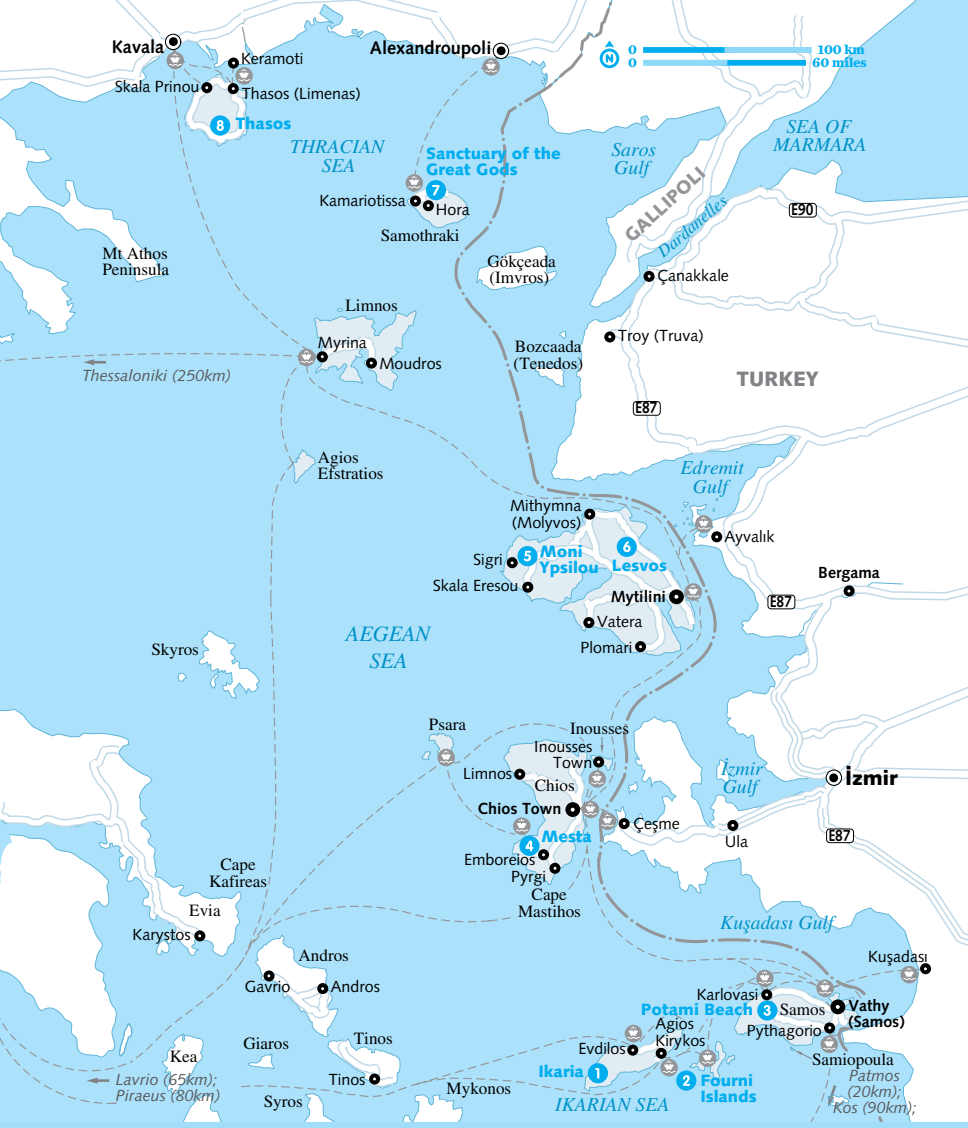 Kavala
Keramoti
Skala Prinou
Thasos (Limenas)
8 Thasos
Alexandroupoli
N
0 100 km
0 60 miles
THRACIAN
SEA
Sanctuary of the
Great Gods
7
Kamariotissa
Hora
Samothraki
Saros
Gulf
SEA OF
MARMARA
GALLIPOLI
Dardanelles
E90
Mt Athos
Peninsula
Gökçeada
(Imvros)
Çanakkale
Limnos
Myrina
Moudros
Thessaloniki (250km)
Bozcaada
(Tenedos)
Troy (Truva)
TURKEY
E87
Agios
Efstratios
Edremit
Gulf
Mithymna
(Molyvos)
Ayvalık
Sigri
5 Moni
Ypsilou
6
Lesvos
Skala Eresou
Mytilini
Bergama
E87
Vatera
Plomari
AEGEAN
SEA
Skyros
Psara
Inousses
Inousses
Town
Limnos
Chios
Chios Town
Çeşme
İzmir
Gulf
İzmir
Ula
E87
4 Mesta
Emboreios
Pyrgi
Cape
Mastihos
Cape
Kafireas
Evia
Karystos
Kuşadası Gulf
Kuşadası
Andros
Gavrio
Andros
Karlovasi
Potami Beach 3
Samos
Vathy
(Samos)
Pythagorio
Samiopoula
Agios
Kirykos
Evdilos
Ikaria 1
2 Fourni
Islands
IKARIAN SEA
Patmos
(20km);
Kos (90km);
Kea
Giaros
Tinos
Tinos
Lavrio (65km);
Piraeus (80km)
Syros
Mykonos